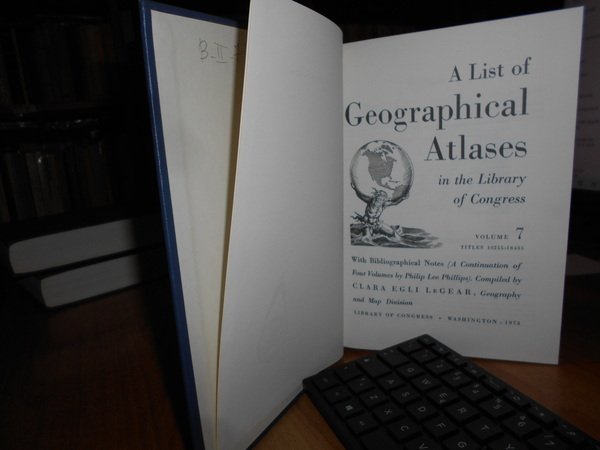 B-II-
A List of
Geographical
Atlases
in the Library
of Congress
VOLUME 7
TITLES 10255-18435
With Bibliographical Notes (A Continuation of
Four Volumes by Philip Lee Phillips). Compiled by
CLARA EGLI LEGEAR, Geography
and Map Division
LIBRARY OF CONGRESS • WASHINGTON • 1973